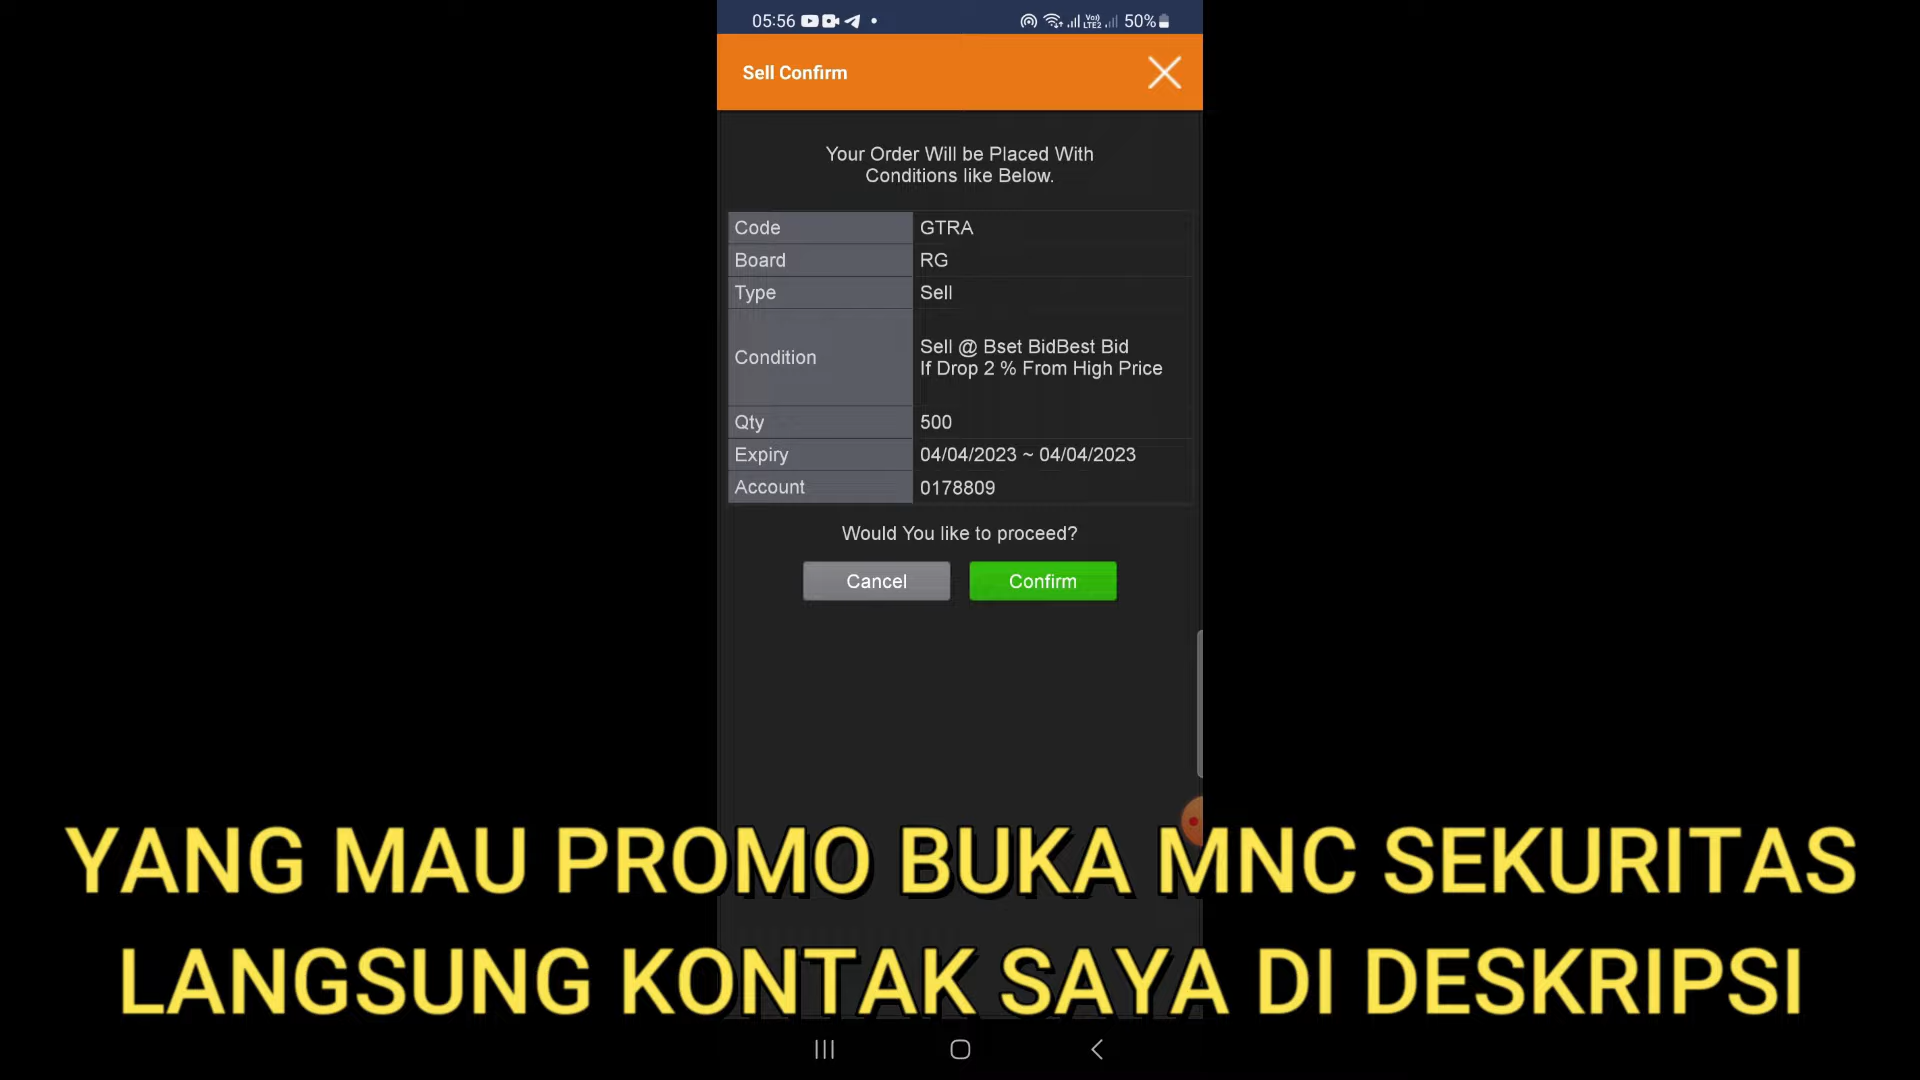 05:56 LTE2 50%
Sell Confirm
Your Order Will be Placed With
Conditions like Below.
Code GTRA
Board RG
Type Sell
Condition Sell @ Bset BidBest Bid
If Drop 2 % From High Price
Qty 500
Expiry 04/04/2023 ~ 04/04/2023
Account 0178809
Would You like to proceed?
Cancel Confirm
YANG MAU PROMO BUKA MNC SEKURITAS
LANGSUNG KONTAK SAYA DI DESKRIPSI